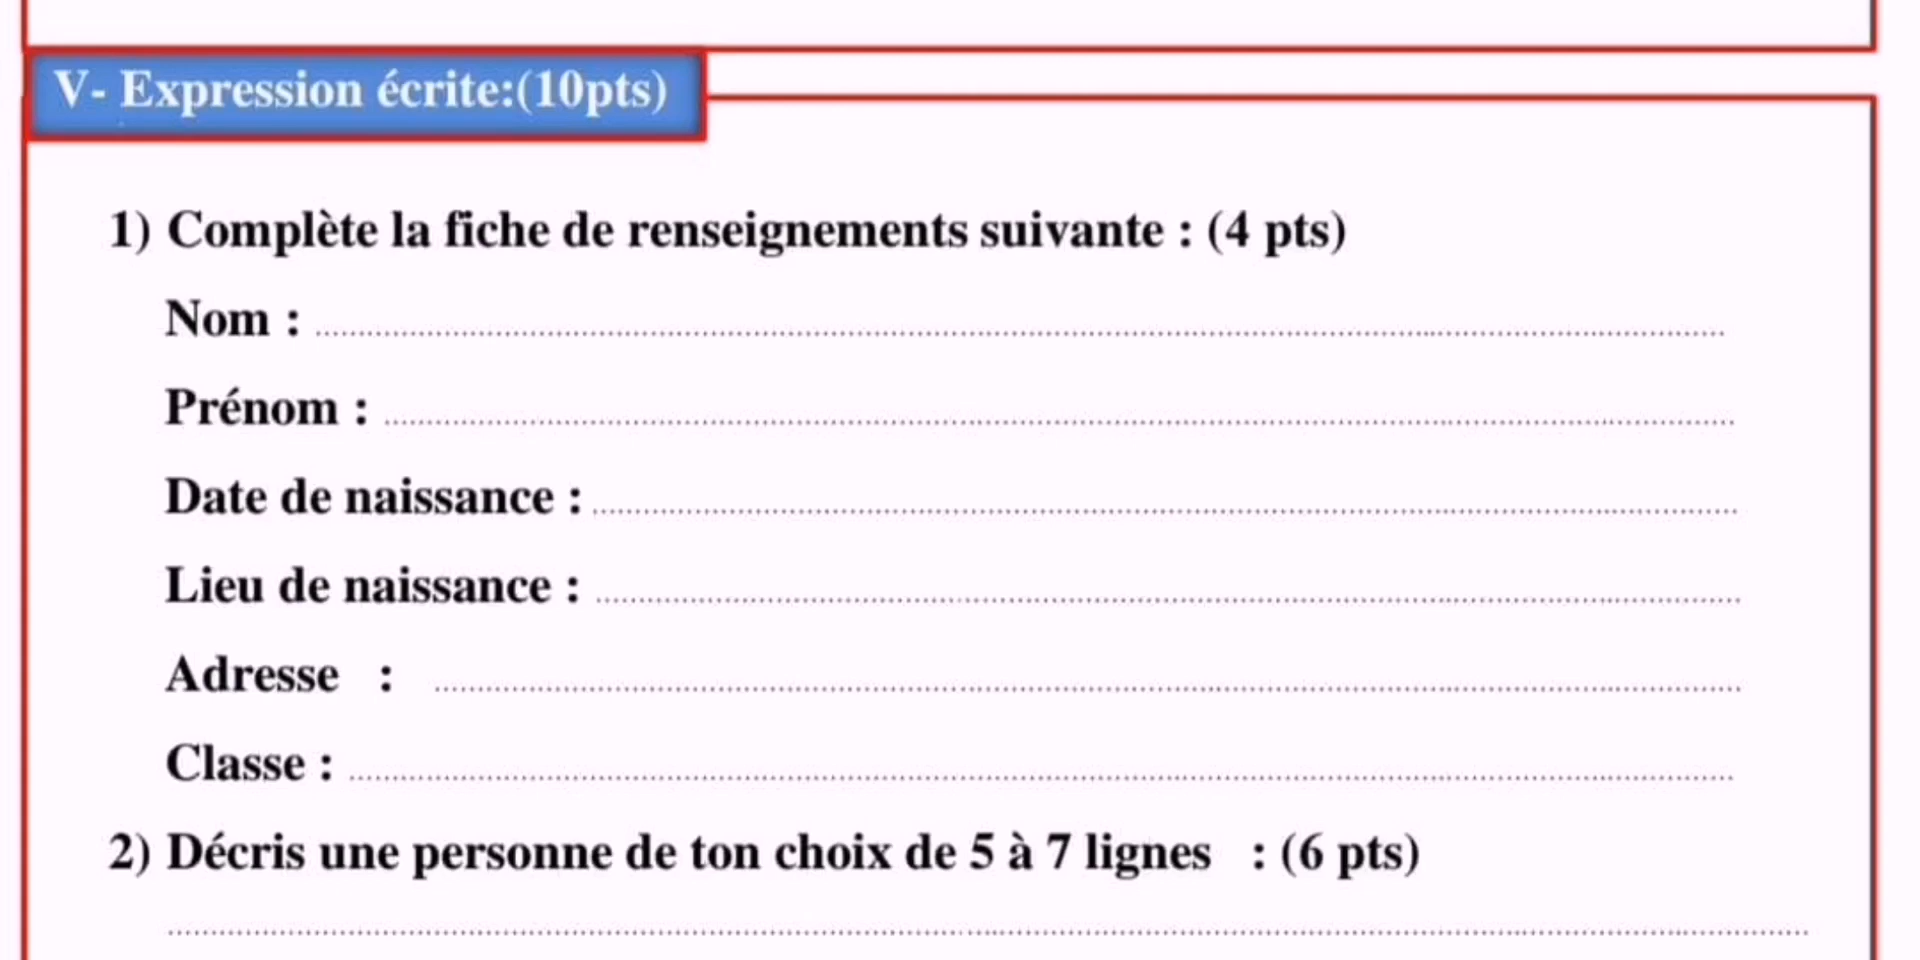 V- Expression écrite:(10pts)
1) Complète la fiche de renseignements suivante : (4 pts)
Nom : ........................................................................
Prénom : ........................................................................
Date de naissance : ........................................................................
Lieu de naissance : ........................................................................
Adresse : ........................................................................
Classe : ........................................................................
2) Décris une personne de ton choix de 5 à 7 lignes : (6 pts)
........................................................................